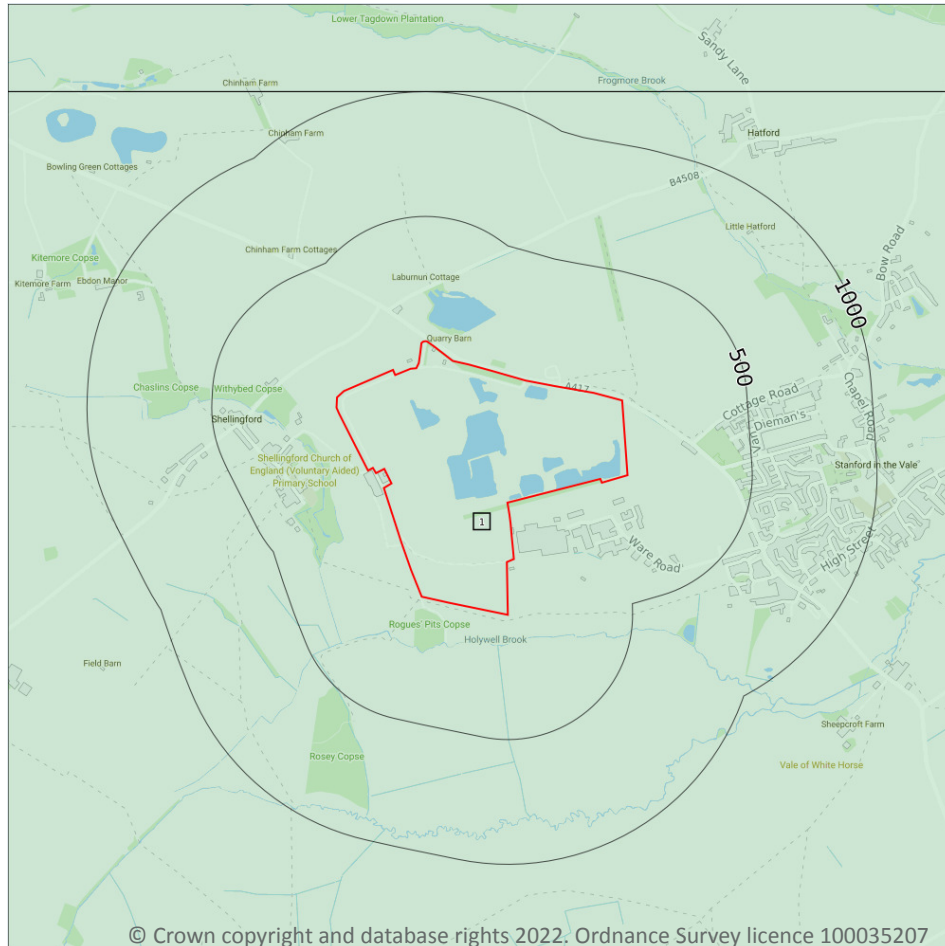 Lower Tagdown Plantation
Sandy Lane
Chinham Farm
Frogmore Brook
Chinham Farm
Hatford
Bowling Green Cottages
B4508
Little Hatford
Bow Road
Chinham Farm Cottages
Kitemore Copse
Kitemore Farm
Ebdon Manor
Laburnun Cottage
1000
Quarry Barn
500
A417
Chaslins Copse
Withybed Copse
Shellingford
Cottage Road
Dieman's
Van
Chapel Road
Shellingford Church of
England (Voluntary Aided)
Primary School
Stanford in the Vale
1
Ware Road
High Street
Rogues' Pits Copse
Holywell Brook
Field Barn
Sheepcroft Farm
Rosey Copse
Vale of White Horse
© Crown copyright and database rights 2022. Ordnance Survey licence 100035207